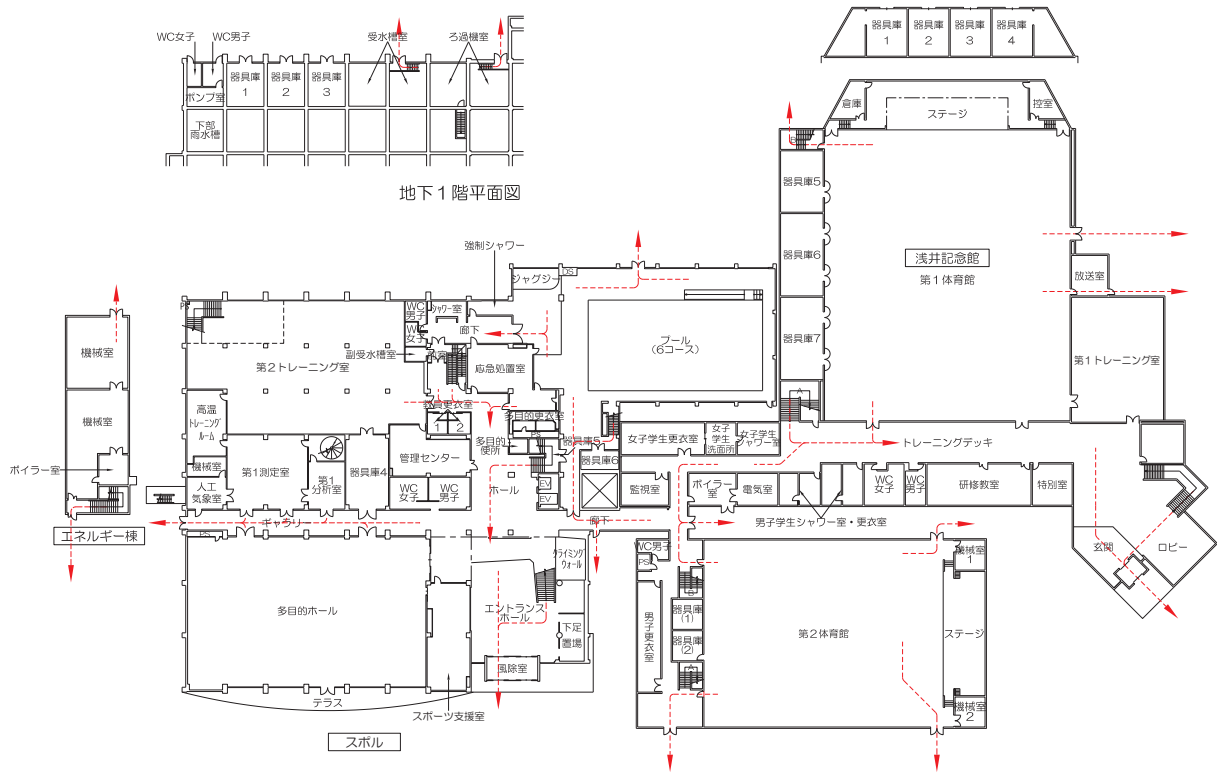 WC女子
WC男子
受水槽室
ろ過機室
器具庫
1
器具庫
2
器具庫
3
ポンプ室
下部
雨水槽
地下1階平面図
器具庫
1
器具庫
2
器具庫
3
器具庫
4
倉庫
ステージ
控室
B
器具庫5
器具庫6
器具庫7
A
浅井記念館
第1体育館
放送室
第1トレーニング室
トレーニングデッキ
強制シャワー
ジャグジー
DS
プール
(6コース)
PS
WC
男子
シャワー室
WC
女子
廊下
副受水槽室
第2トレーニング室
応急処置室
教員更衣室
1
2
多目的更衣室
PS
多目的
便所
器具庫5
器具庫6
高温
トレーニング
ルーム
機械室
人工
気象室
第1測定室
第1
分析室
器具庫4
管理センター
WC
女子
WC
男子
EV
EV
ホール
廊下
ギャラリー
PS
多目的ホール
テラス
スポーツ支援室
エントランス
ホール
クライミング
ウォール
下足
置場
風除室
スポル
機械室
機械室
ボイラー室
エネルギー棟
女子学生更衣室
女子
学生
洗面所
女子学生
シャワー室
監視室
ボイラー
室
電気室
WC
女子
WC
男子
研修教室
特別室
男子学生シャワー室・更衣室
玄関
ロビー
WC男子
PS
B
男子更衣室
器具庫
(1)
器具庫
(2)
A
第2体育館
機械室
1
ステージ
機械室
2